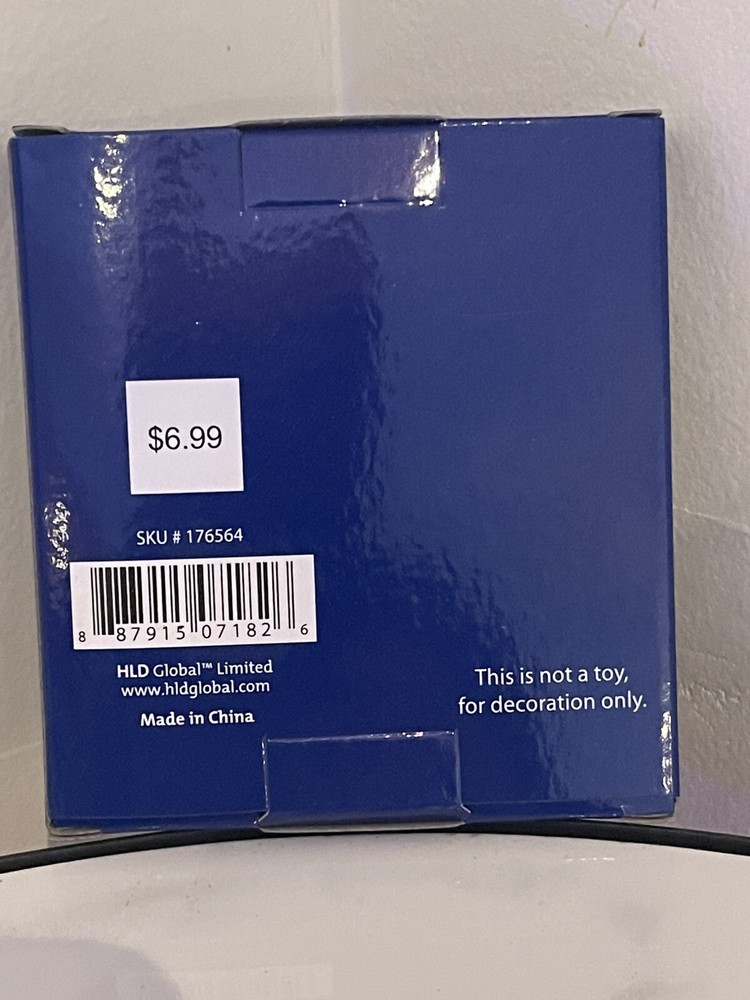 $6.99
SKU # 176564
8 87915 07182 6
HLD Global™ Limited
www.hldglobal.com
Made in China
This is not a toy,
for decoration only.